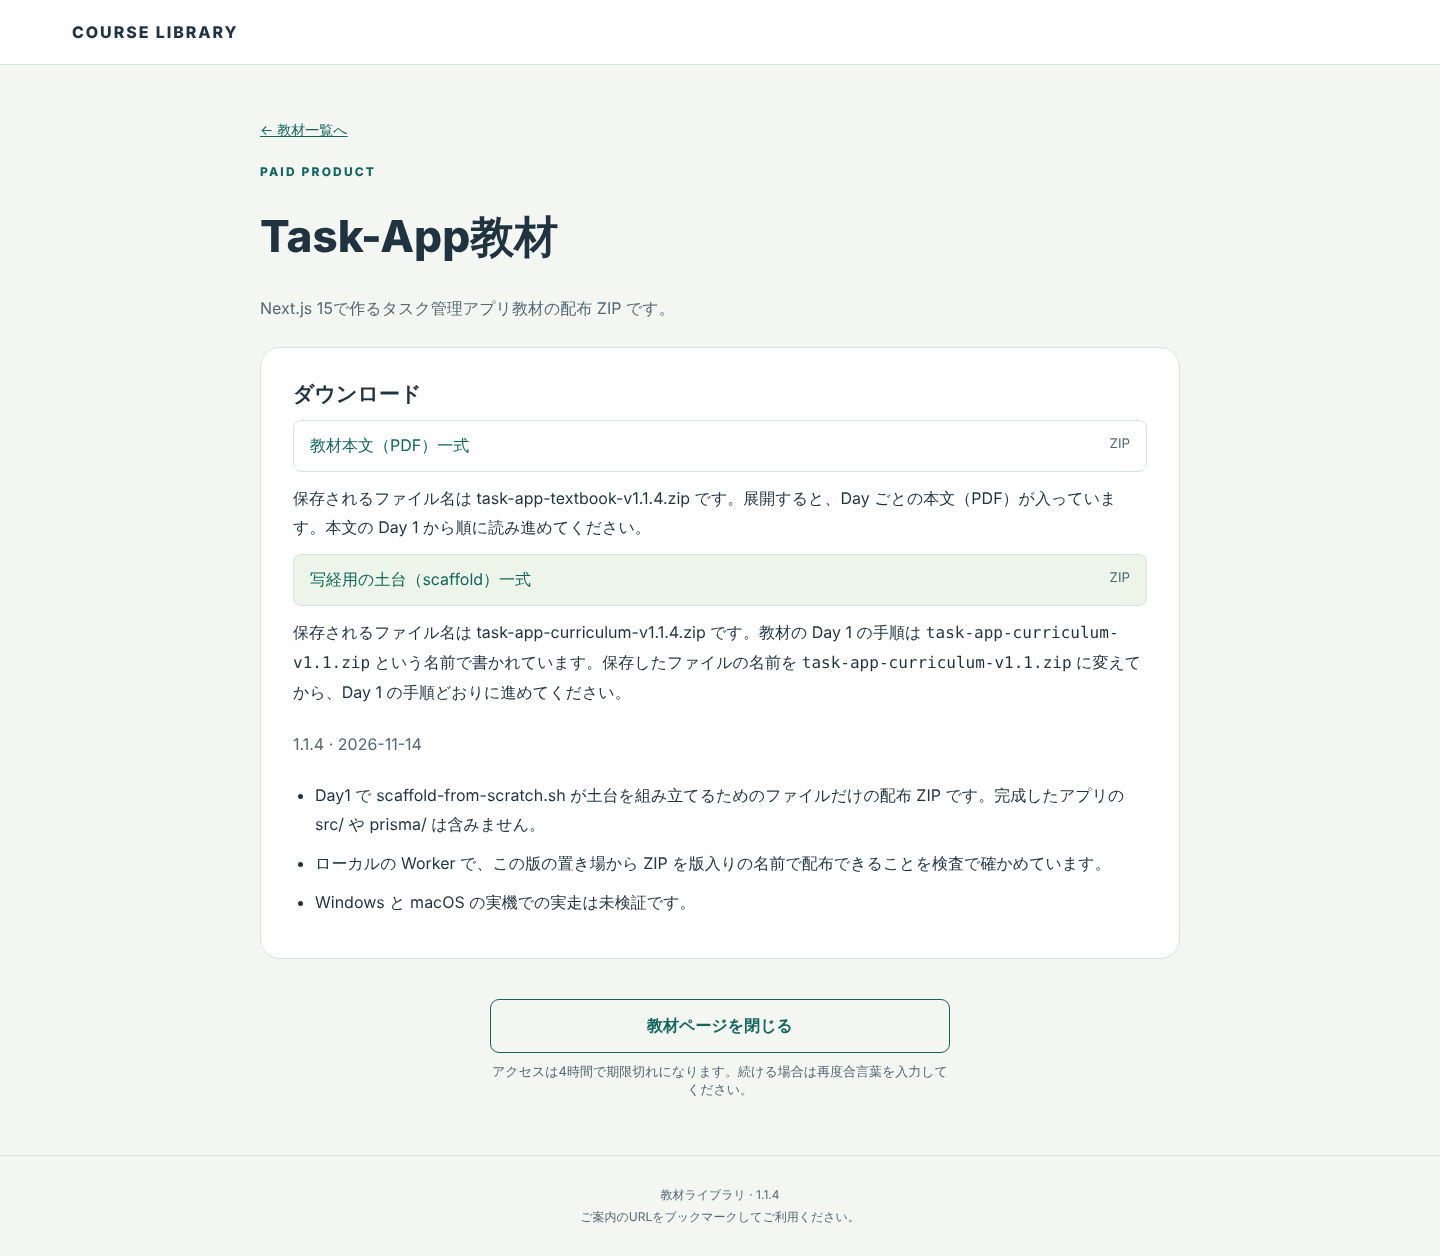 COURSE LIBRARY
← 教材一覧へ
PAID PRODUCT
Task-App教材
Next.js 15で作るタスク管理アプリ教材の配布 ZIP です。
ダウンロード
教材本文（PDF）一式 ZIP
保存されるファイル名は task-app-textbook-v1.1.4.zip です。展開すると、Day ごとの本文（PDF）が入っていま
す。本文の Day 1 から順に読み進めてください。
写経用の土台（scaffold）一式 ZIP
保存されるファイル名は task-app-curriculum-v1.1.4.zip です。教材の Day 1 の手順は task-app-curriculum-
v1.1.zip という名前で書かれています。保存したファイルの名前を task-app-curriculum-v1.1.zip に変えて
から、Day 1 の手順どおりに進めてください。
1.1.4 · 2026-11-14
• Day1 で scaffold-from-scratch.sh が土台を組み立てるためのファイルだけの配布 ZIP です。完成したアプリの
src/ や prisma/ は含みません。
• ローカルの Worker で、この版の置き場から ZIP を版入りの名前で配布できることを検査で確かめています。
• Windows と macOS の実機での実走は未検証です。
教材ページを閉じる
アクセスは4時間で期限切れになります。続ける場合は再度合言葉を入力して
ください。
教材ライブラリ · 1.1.4
ご案内のURLをブックマークしてご利用ください。